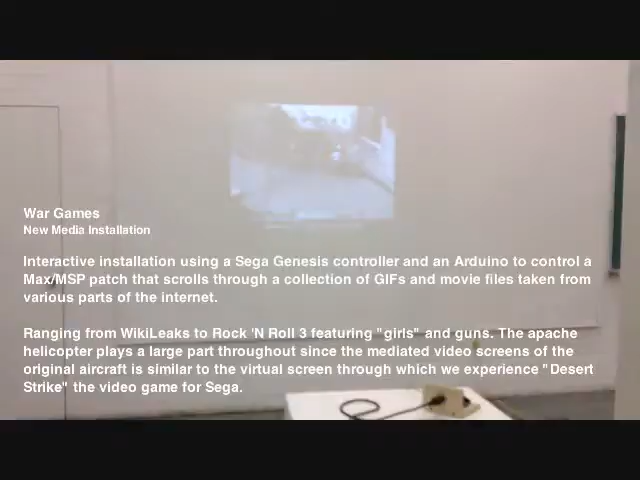 War Games
New Media Installation
Interactive installation using a Sega Genesis controller and an Arduino to control a
Max/MSP patch that scrolls through a collection of GIFs and movie files taken from
various parts of the internet.
Ranging from WikiLeaks to Rock 'N Roll 3 featuring "girls" and guns. The apache
helicopter plays a large part throughout since the mediated video screens of the
original aircraft is similar to the virtual screen through which we experience "Desert
Strike" the video game for Sega.